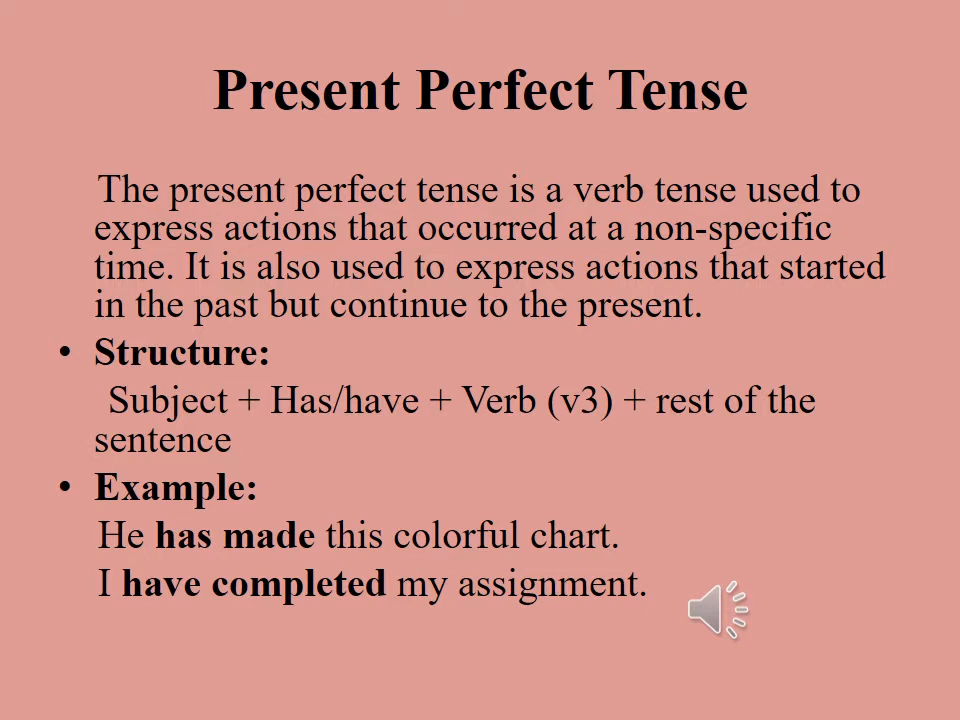 Present Perfect Tense
The present perfect tense is a verb tense used to
express actions that occurred at a non-specific
time. It is also used to express actions that started
in the past but continue to the present.
• Structure:
Subject + Has/have + Verb (v3) + rest of the
sentence
• Example:
He has made this colorful chart.
I have completed my assignment.